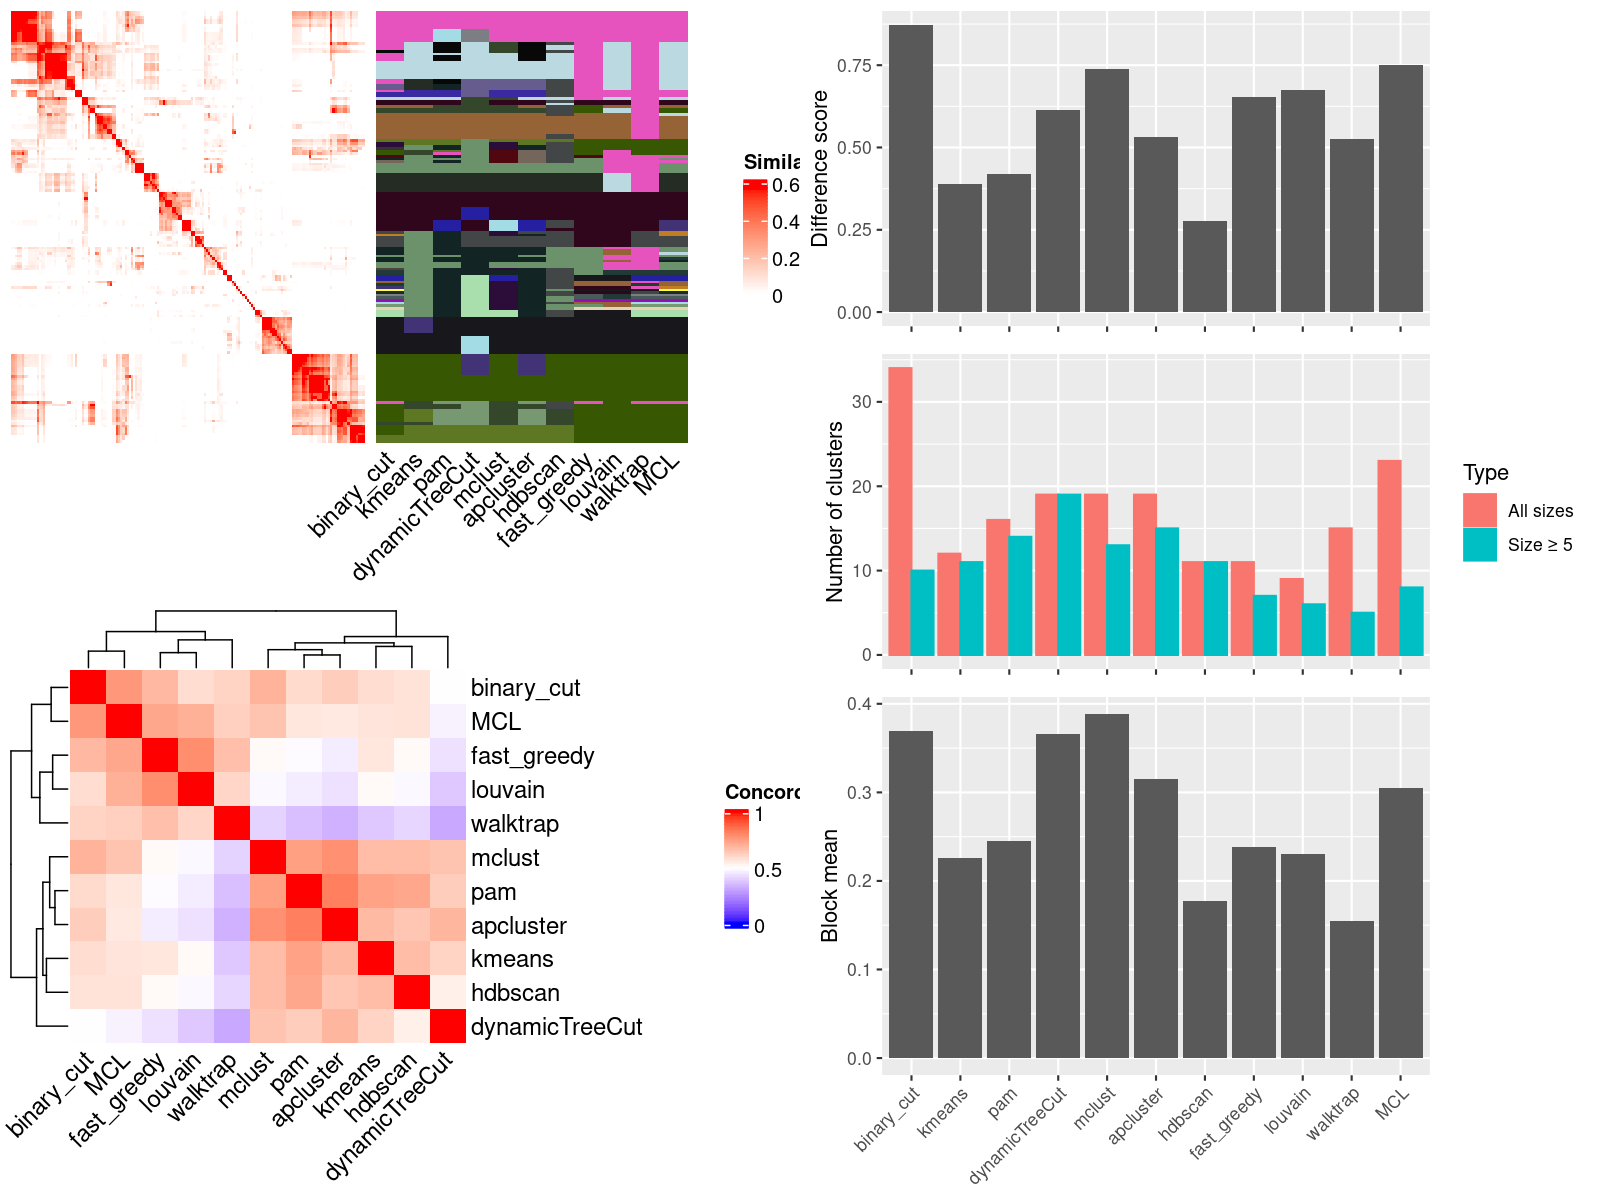 Simila
0.6
0.4
0.2
0
binary_cut
kmeans
pam
dynamicTreeCut
mclust
apcluster
hdbscan
fast_greedy
louvain
walktrap
MCL
binary_cut
MCL
fast_greedy
louvain
walktrap
mclust
pam
apcluster
kmeans
hdbscan
dynamicTreeCut
binary_cut
MCL
fast_greedy
louvain
walktrap
mclust
pam
apcluster
kmeans
hdbscan
dynamicTreeCut
Concord
1
0.5
0
Difference score
0.75
0.50
0.25
0.00
Number of clusters
30
20
10
0
Type
All sizes
Size ≥ 5
Block mean
0.4
0.3
0.2
0.1
0.0
binary_cut
kmeans
pam
dynamicTreeCut
mclust
apcluster
hdbscan
fast_greedy
louvain
walktrap
MCL